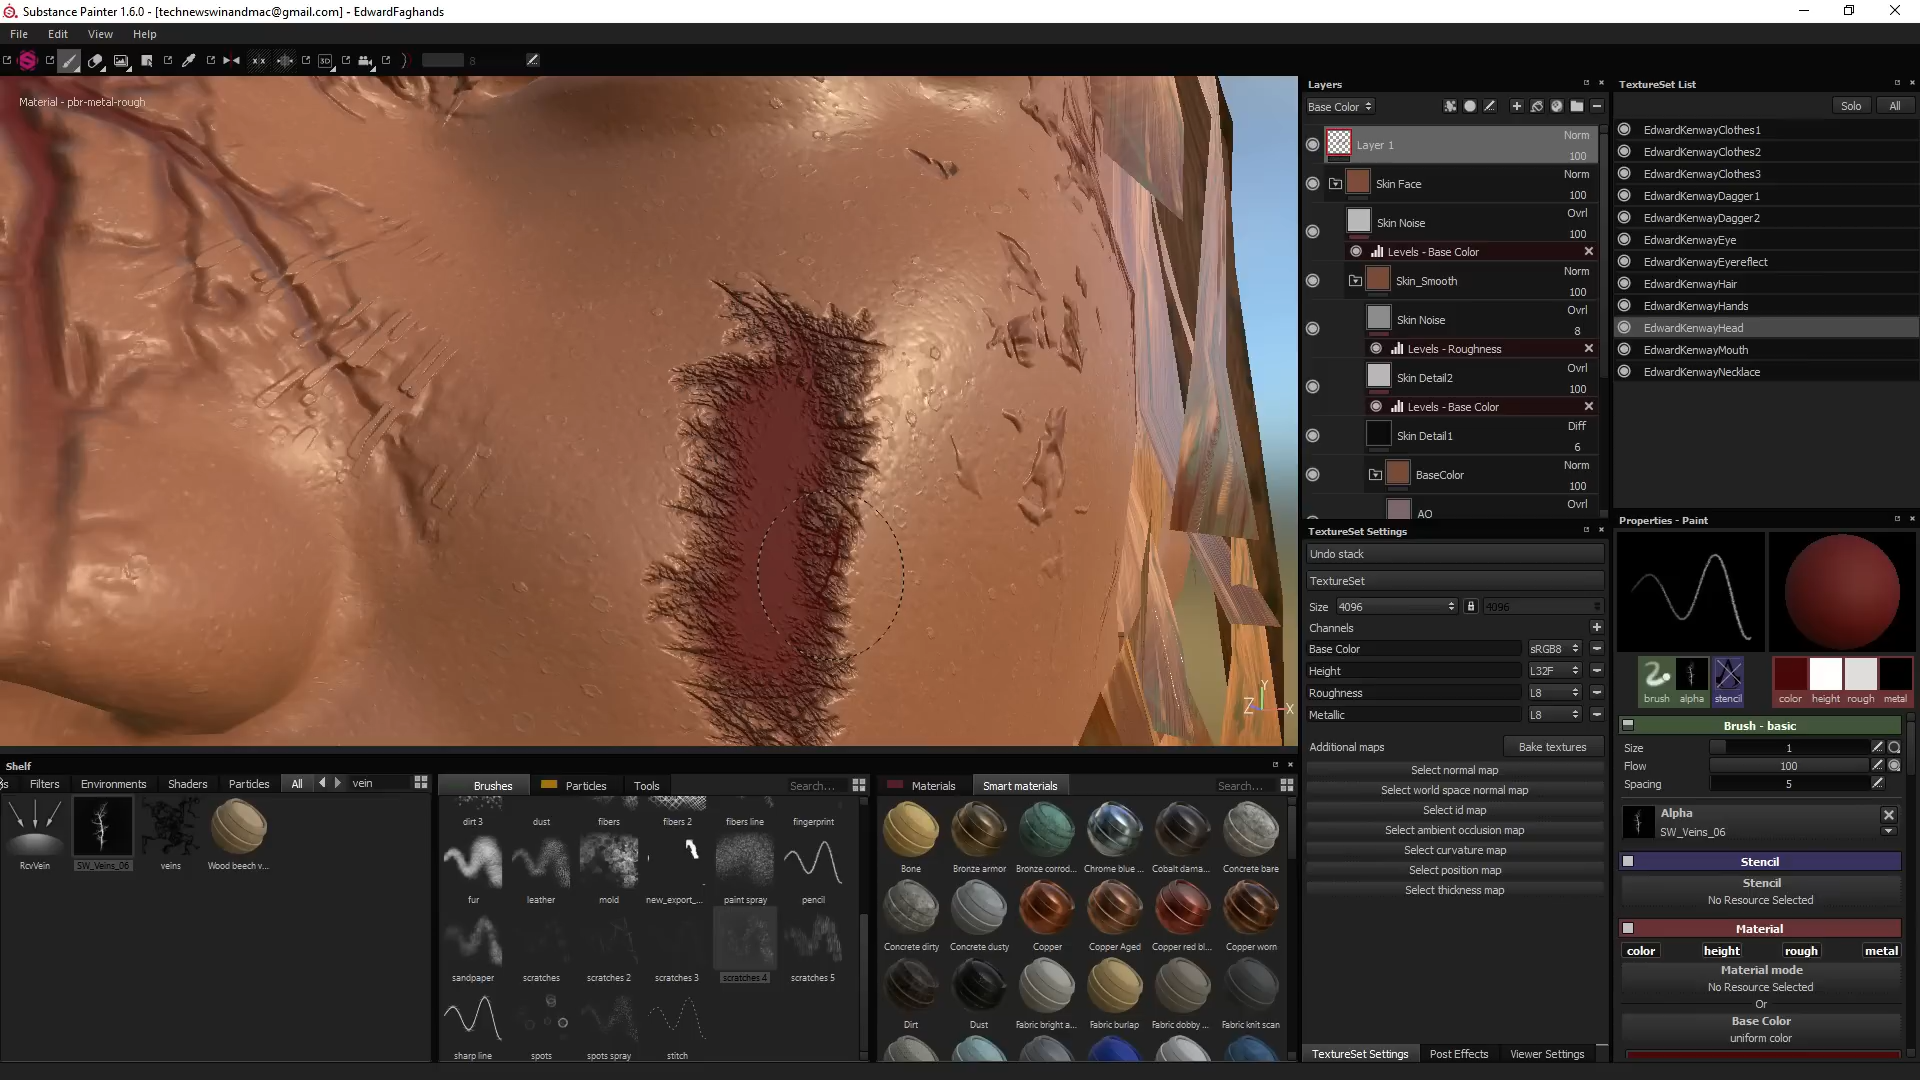 Substance Painter 1.6.0 - [technewswinandmac@gmail.com] - EdwardFaghands
File Edit View Help
8
Material - pbr-metal-rough
Z Y X
Layers
Base Color
Layer 1 Norm 100
Skin Face Norm 100
Skin Noise Ovrl 100
Levels - Base Color
Skin_Smooth Norm 100
Skin Noise Ovrl 8
Levels - Roughness
Skin Detail2 Ovrl 100
Levels - Base Color
Skin Detail1 Diff 6
BaseColor Norm 100
AO Ovrl
TextureSet Settings
Undo stack
TextureSet
Size 4096 4096
Channels
Base Color sRGB8
Height L32F
Roughness L8
Metallic L8
Additional maps Bake textures
Select normal map
Select world space normal map
Select id map
Select ambient occlusion map
Select curvature map
Select position map
Select thickness map
TextureSet Settings Post Effects Viewer Settings
TextureSet List
Solo All
EdwardKenwayClothes1
EdwardKenwayClothes2
EdwardKenwayClothes3
EdwardKenwayDagger1
EdwardKenwayDagger2
EdwardKenwayEye
EdwardKenwayEyereflect
EdwardKenwayHair
EdwardKenwayHands
EdwardKenwayHead
EdwardKenwayMouth
EdwardKenwayNecklace
Properties - Paint
brush alpha stencil color height rough metal
Brush - basic
Size 1
Flow 100
Spacing 5
Alpha
SW_Veins_06
Stencil
Stencil
No Resource Selected
Material
color height rough metal
Material mode
No Resource Selected
Or
Base Color
uniform color
Shelf
Filters Environments Shaders Particles All vein
RcvVein SW_Veins_06 veins Wood beech v...
Brushes Particles Tools Search...
dirt 3 dust fibers fibers 2 fibers line fingerprint
fur leather mold new_export_... paint spray pencil
sandpaper scratches scratches 2 scratches 3 scratches 4 scratches 5
sharp line spots spots spray stitch
Materials Smart materials Search...
Bone Bronze armor Bronze corrod... Chrome blue ... Cobalt dama... Concrete bare
Concrete dirty Concrete dusty Copper Copper Aged Copper red bl... Copper worn
Dirt Dust Fabric bright a... Fabric burlap Fabric dobby ... Fabric knit scan